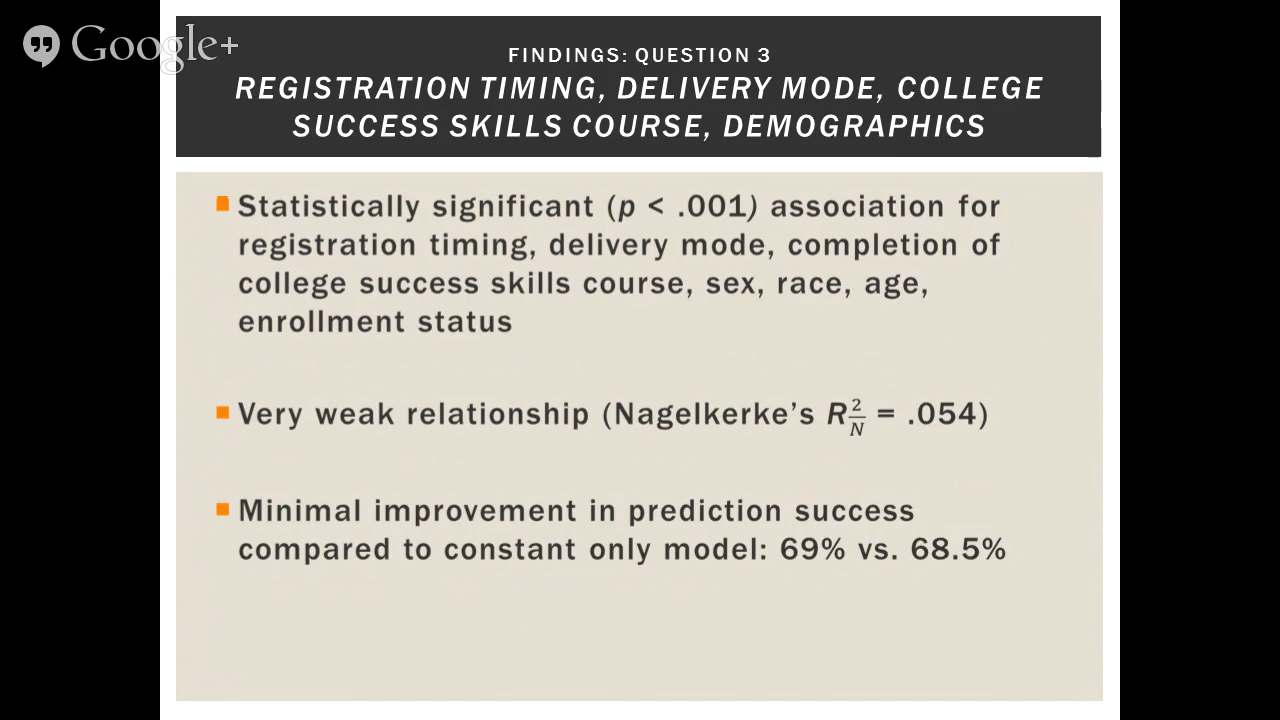 Google+
FINDINGS: QUESTION 3
REGISTRATION TIMING, DELIVERY MODE, COLLEGE
SUCCESS SKILLS COURSE, DEMOGRAPHICS
Statistically significant (p < .001) association for
registration timing, delivery mode, completion of
college success skills course, sex, race, age,
enrollment status
Very weak relationship (Nagelkerke’s R 2/N = .054)
Minimal improvement in prediction success
compared to constant only model: 69% vs. 68.5%